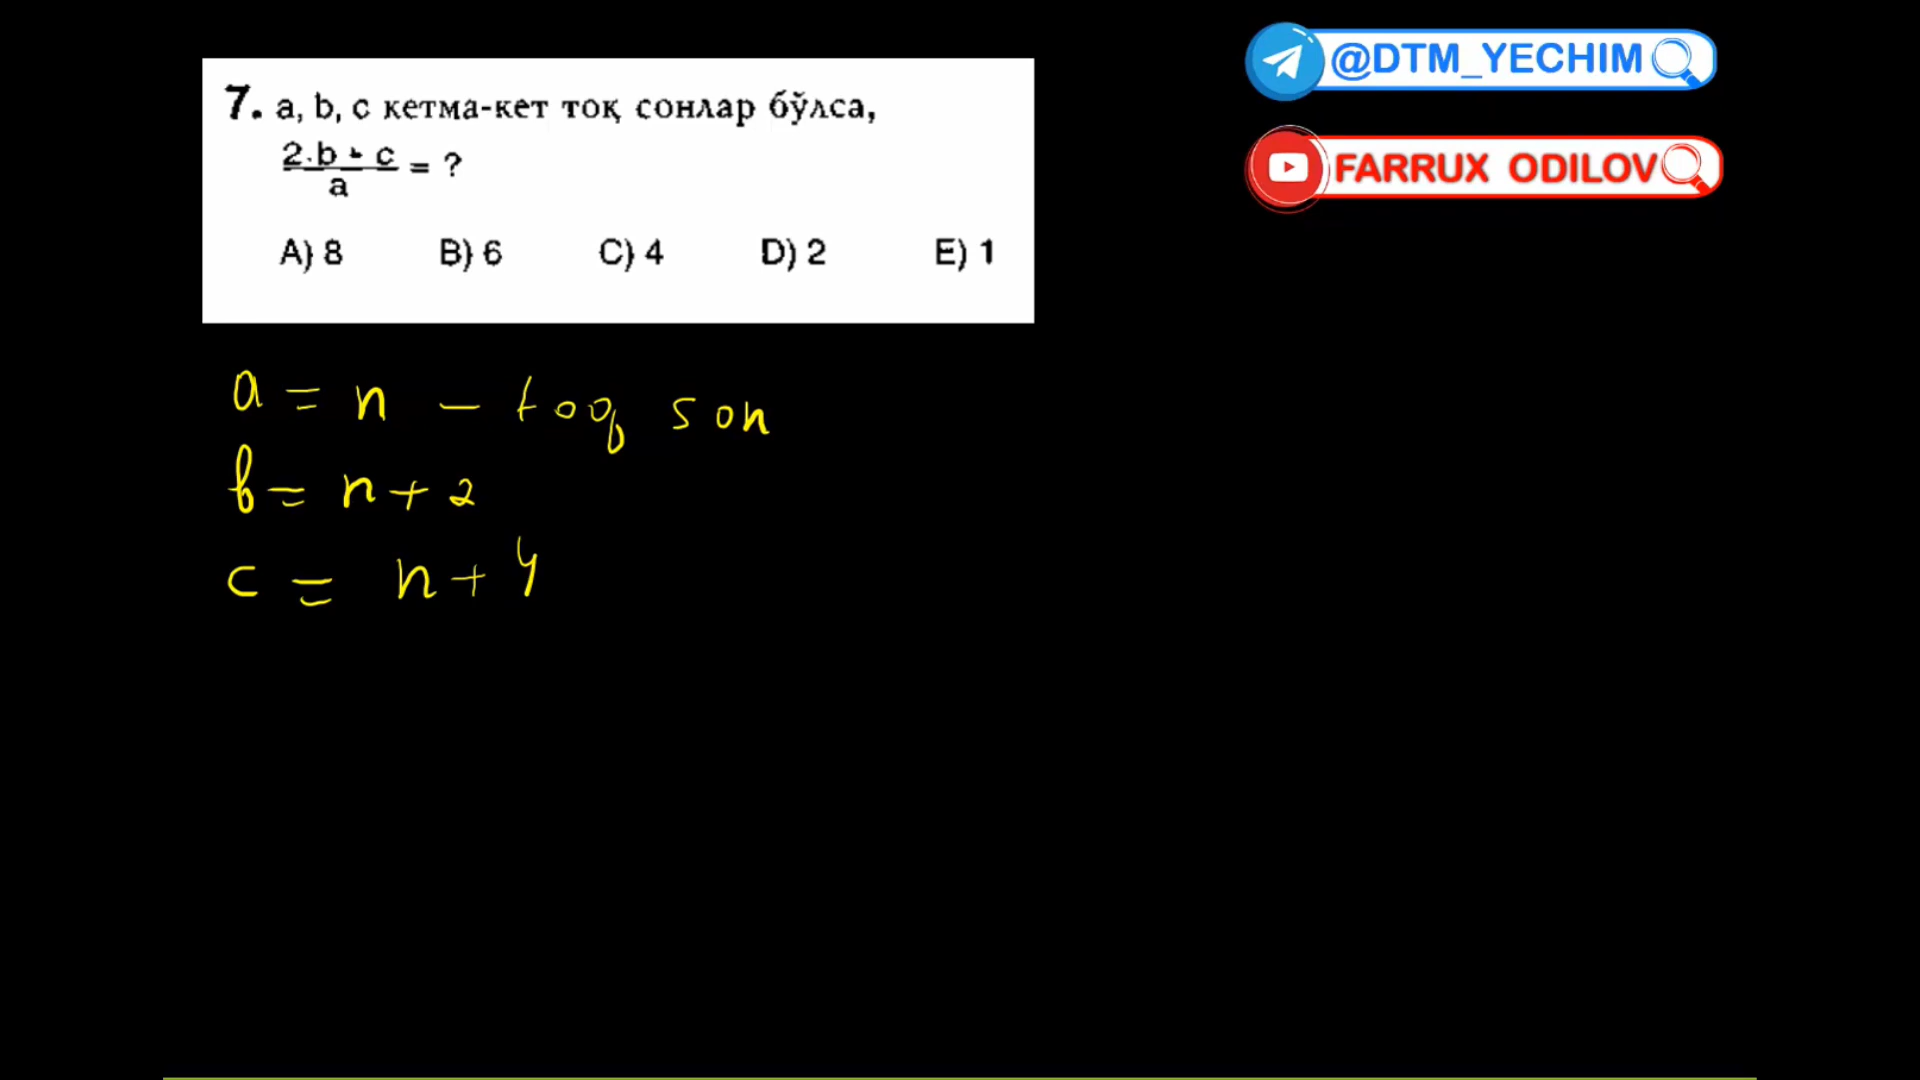 @DTM_YECHIM
FARRUX ODILOV
7. a, b, c кетма-кет тоқ сонлар бўлса,
2·b - c
a
= ?
A) 8 B) 6 C) 4 D) 2 E) 1
a = n - toq son
b = n + 2
c = n + 4